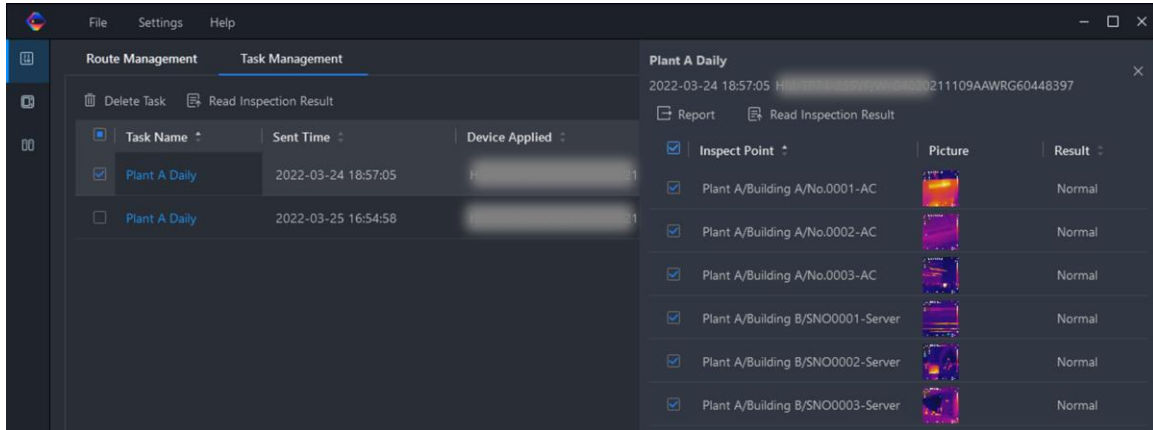 File Settings Help
Route Management Task Management
Delete Task Read Inspection Result
Task Name Sent Time Device Applied
Plant A Daily 2022-03-24 18:57:05
Plant A Daily 2022-03-25 16:54:58
Plant A Daily
2022-03-24 18:57:05 20211109AAWRG60448397
Report Read Inspection Result
Inspect Point Picture Result
Plant A/Building A/No.0001-AC Normal
Plant A/Building A/No.0002-AC Normal
Plant A/Building A/No.0003-AC Normal
Plant A/Building B/SNO0001-Server Normal
Plant A/Building B/SNO0002-Server Normal
Plant A/Building B/SNO0003-Server Normal